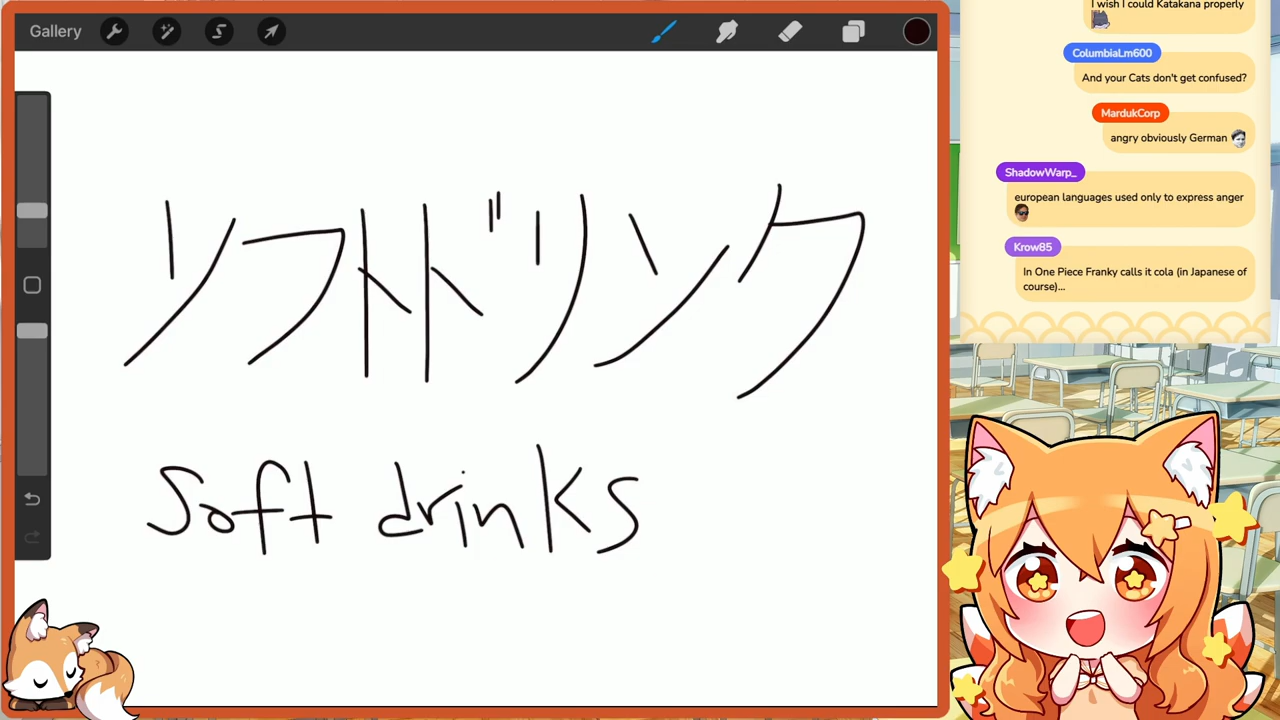 Gallery
ソフトドリンク
Soft drinks
I wish I could Katakana properly
ColumbiaLm600
And your Cats don't get confused?
MardukCorp
angry obviously German
ShadowWarp_
european languages used only to express anger
Krow85
In One Piece Franky calls it cola (in Japanese of
course)...